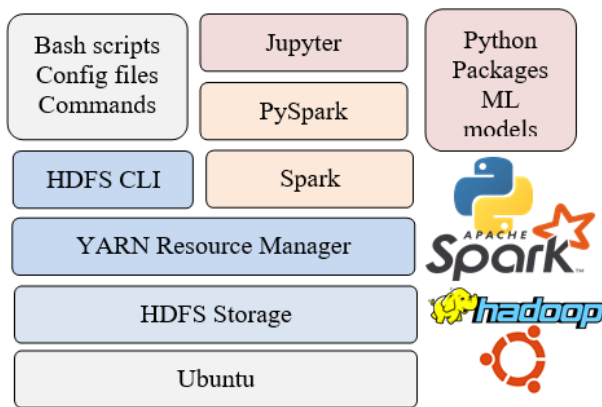 Bash scripts
Config files
Commands
Jupyter
Python
Packages
ML
models
PySpark
HDFS CLI
Spark
YARN Resource Manager
APACHE
Spark™
HDFS Storage
hadoop
Ubuntu